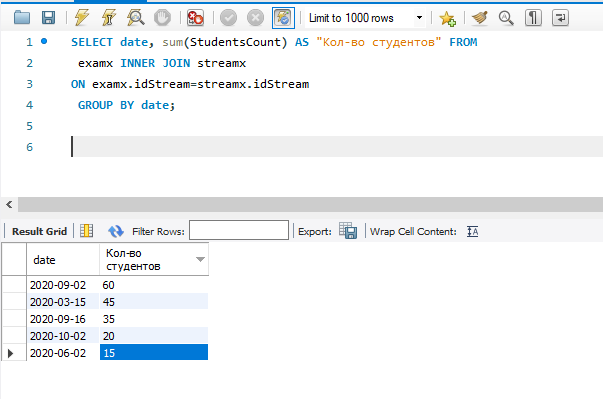 Limit to 1000 rows
1 SELECT date, sum(StudentsCount) AS "Кол-во студентов" FROM
2 examx INNER JOIN streamx
3 ON examx.idStream=streamx.idStream
4 GROUP BY date;
5
6
Result Grid Filter Rows: Export: Wrap Cell Content: IA
date Кол-во
студентов
2020-09-02 60
2020-03-15 45
2020-09-16 35
2020-10-02 20
2020-06-02 15